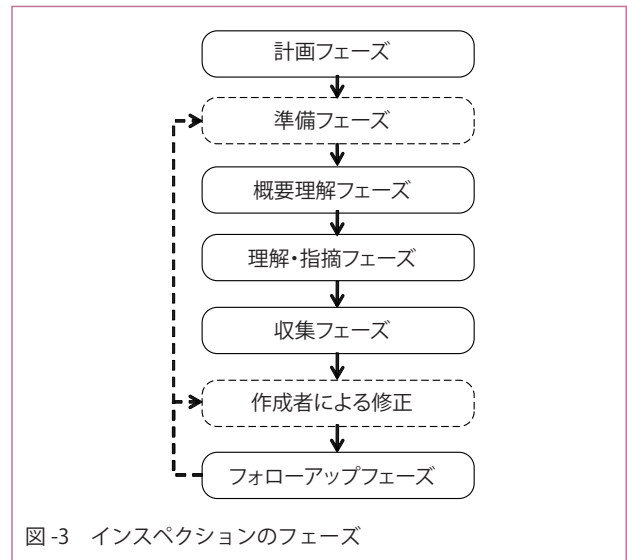 計画フェーズ
準備フェーズ
概要理解フェーズ
理解・指摘フェーズ
収集フェーズ
作成者による修正
フォローアップフェーズ
図-3　インスペクションのフェーズ